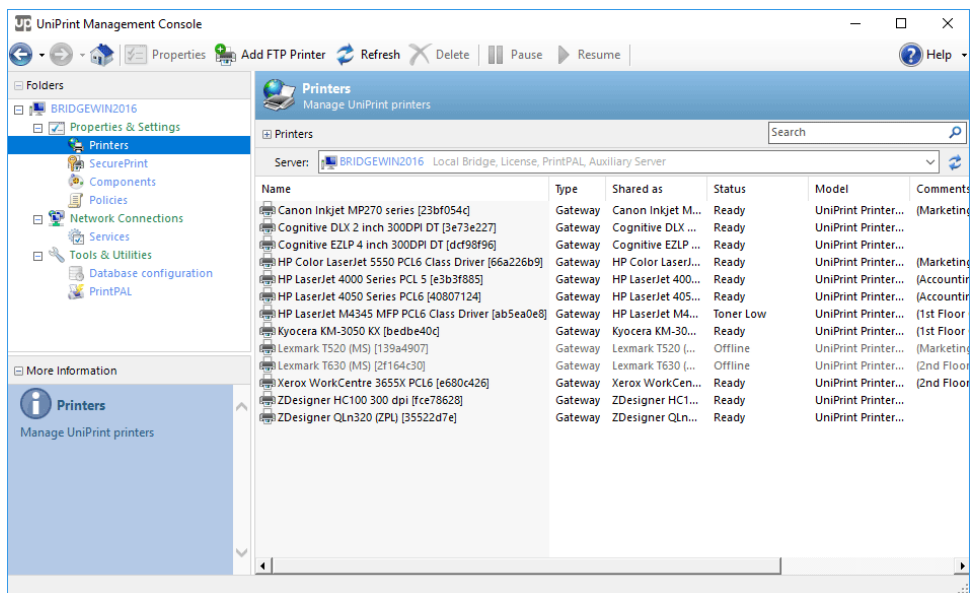 UP UniPrint Management Console
Properties Add FTP Printer Refresh Delete Pause Resume Help
Folders
BRIDGEWIN2016
Properties & Settings
Printers
SecurePrint
Components
Policies
Network Connections
Services
Tools & Utilities
Database configuration
PrintPAL
More Information
Printers
Manage UniPrint printers
Printers
Manage UniPrint printers
Printers Search
Server: BRIDGEWIN2016 Local Bridge, License, PrintPAL, Auxiliary Server
Name Type Shared as Status Model Comments
Canon Inkjet MP270 series [23bf054c] Gateway Canon Inkjet M... Ready UniPrint Printer... (Marketing
Cognitive DLX 2 inch 300DPI DT [3e73e227] Gateway Cognitive DLX ... Ready UniPrint Printer...
Cognitive EZLP 4 inch 300DPI DT [dcf98f96] Gateway Cognitive EZLP ... Ready UniPrint Printer...
HP Color LaserJet 5550 PCL6 Class Driver [66a226b9] Gateway HP Color LaserJ... Ready UniPrint Printer... (Marketing
HP LaserJet 4000 Series PCL 5 [e3b3f885] Gateway HP LaserJet 400... Ready UniPrint Printer... (Accountin
HP LaserJet 4050 Series PCL6 [40807124] Gateway HP LaserJet 405... Ready UniPrint Printer... (Accountin
HP LaserJet M4345 MFP PCL6 Class Driver [ab5ea0e8] Gateway HP LaserJet M4... Toner Low UniPrint Printer... (1st Floor
Kyocera KM-3050 KX [bedbe40c] Gateway Kyocera KM-30... Ready UniPrint Printer... (1st Floor
Lexmark T520 (MS) [139a4907] Gateway Lexmark T520 (... Offline UniPrint Printer... (Marketing
Lexmark T630 (MS) [2f164c30] Gateway Lexmark T630 (... Offline UniPrint Printer... (2nd Floor
Xerox WorkCentre 3655X PCL6 [e680c426] Gateway Xerox WorkCen... Ready UniPrint Printer... (2nd Floor
ZDesigner HC100 300 dpi [fce78628] Gateway ZDesigner HC1... Ready UniPrint Printer...
ZDesigner QLn320 (ZPL) [35522d7e] Gateway ZDesigner QLn... Ready UniPrint Printer...